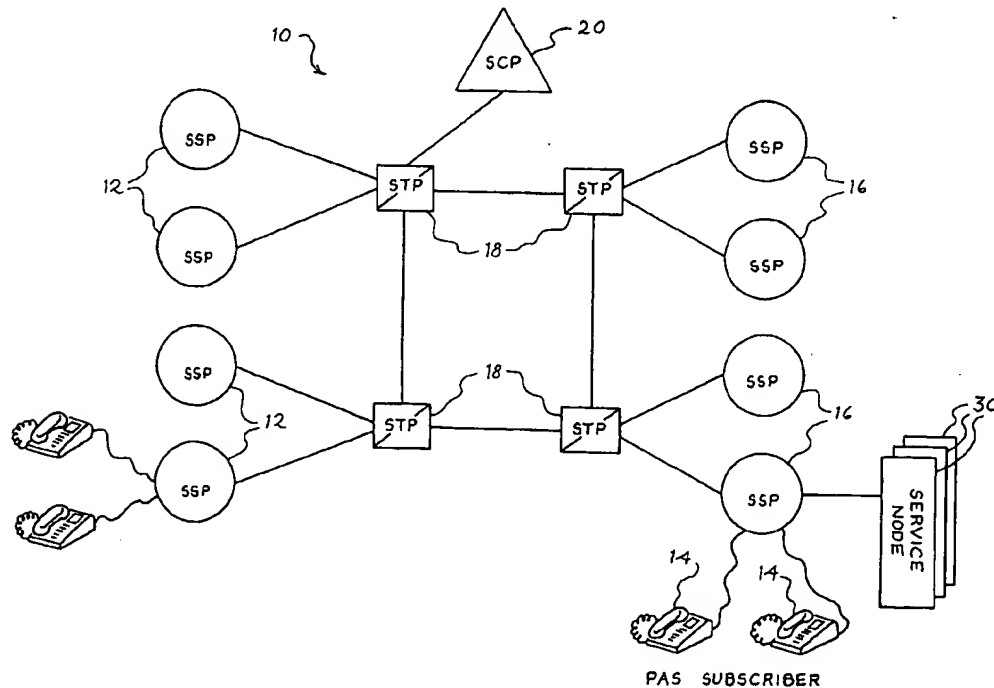 10
SCP
20
SSP
SSP
12
STP
STP
18
SSP
SSP
16
SSP
SSP
12
STP
STP
18
SSP
SSP
16
30
SERVICE
NODE
14
14
PAS SUBSCRIBER